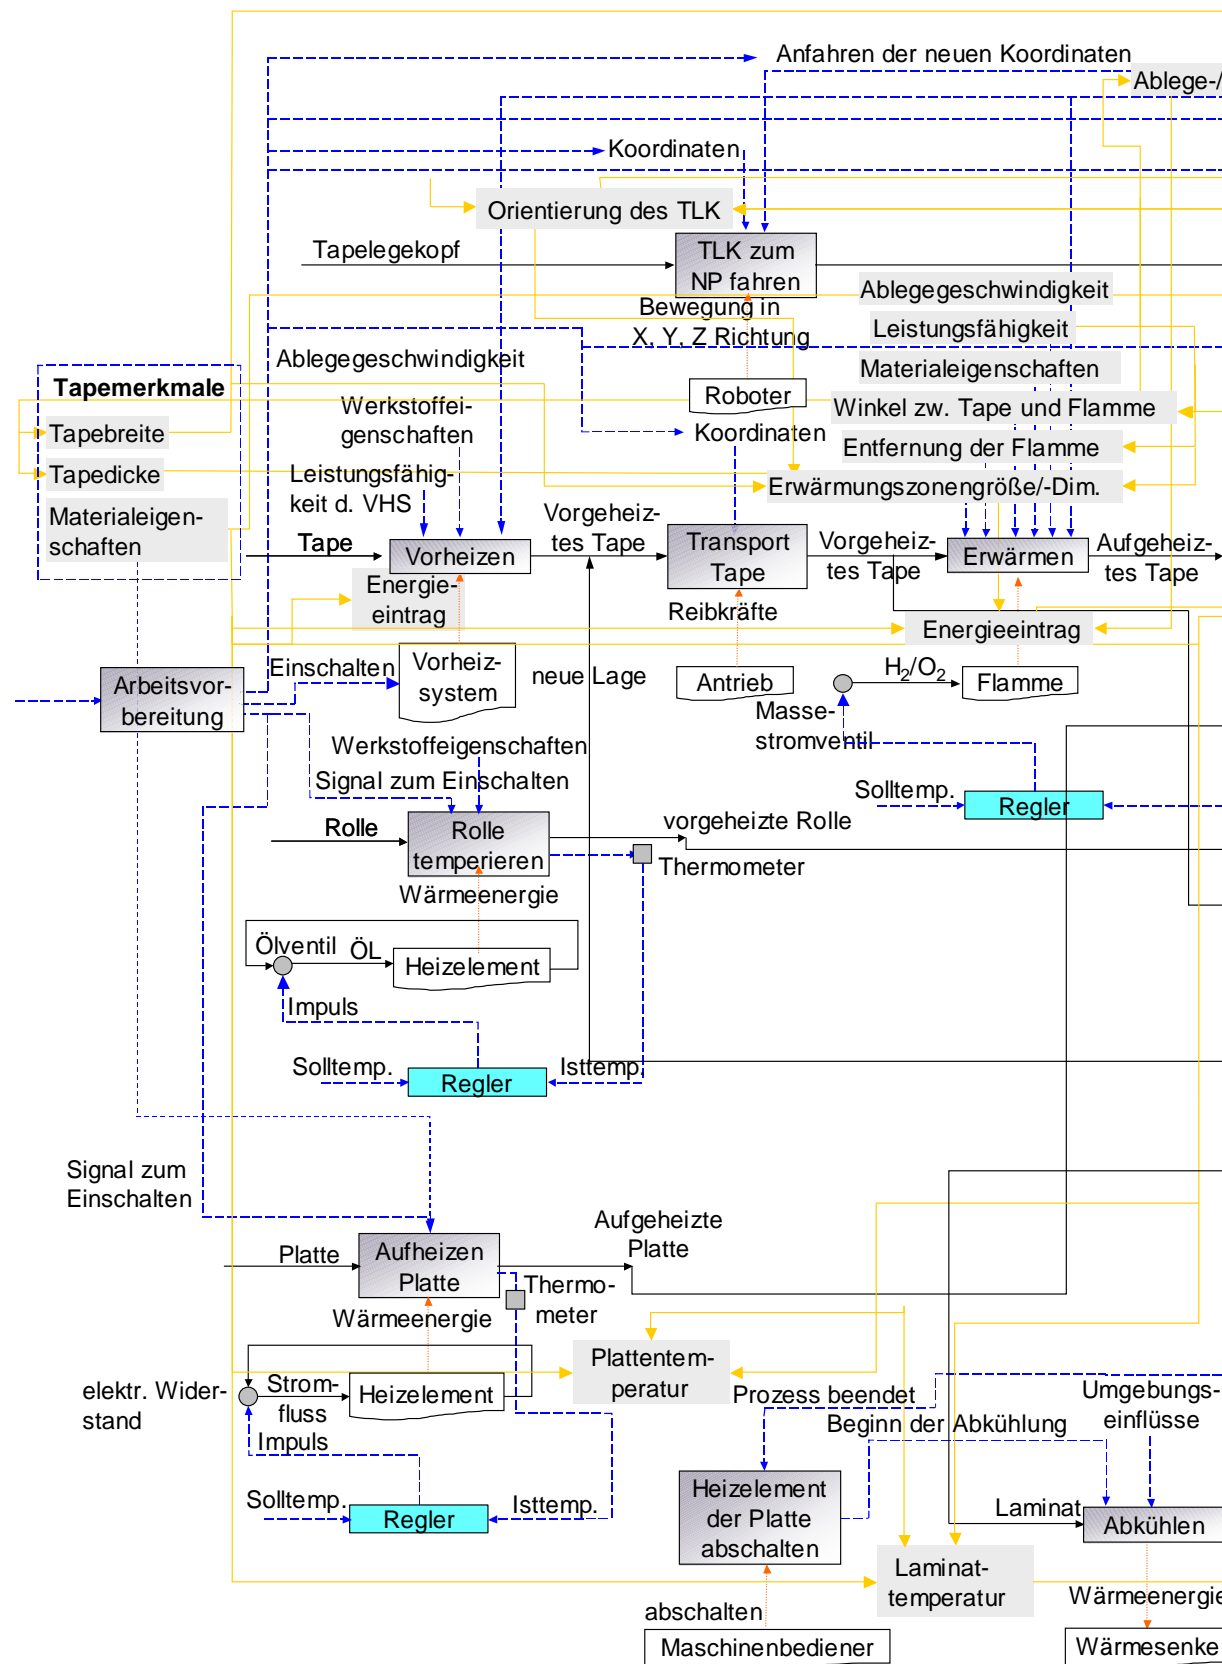 Anfahren der neuen Koordinaten
Ablege-/
Koordinaten
Orientierung des TLK
Tapelegekopf
TLK zum
NP fahren
Ablegegeschwindigkeit
Bewegung in
X, Y, Z Richtung
Leistungsfähigkeit
Ablegegeschwindigkeit
Materialeigenschaften
Tapemerkmale
Roboter
Winkel zw. Tape und Flamme
Werkstoffei-
genschaften
Tapebreite
Koordinaten
Entfernung der Flamme
Tapedicke
Leistungsfähig-
keit d. VHS
Erwärmungszonengröße/-Dim.
Materialeigen-
schaften
Vorgeheiz-
tes Tape
Tape
Vorheizen
Transport
Tape
Vorgeheiz-
tes Tape
Erwärmen
Aufgeheiz-
tes Tape
Energie-
eintrag
Reibkräfte
Energieeintrag
Einschalten
Vorheiz-
system
neue Lage
Antrieb
H2/O2
Flamme
Arbeitsvor-
bereitung
Masse-
stromventil
Werkstoffeigenschaften
Signal zum Einschalten
Solltemp.
Regler
Rolle
Rolle
temperieren
vorgeheizte Rolle
Thermometer
Wärmeenergie
Ölventil
ÖL
Heizelement
Impuls
Solltemp.
Regler
Isttemp.
Signal zum
Einschalten
Aufgeheizte
Platte
Platte
Aufheizen
Platte
Thermo-
meter
Wärmeenergie
Plattentem-
peratur
elektr. Wider-
stand
Strom-
fluss
Heizelement
Prozess beendet
Umgebungs-
einflüsse
Beginn der Abkühlung
Impuls
Heizelement
der Platte
abschalten
Solltemp.
Regler
Isttemp.
Laminat
Abkühlen
Laminat-
temperatur
Wärmeenergie
abschalten
Maschinenbediener
Wärmesenke